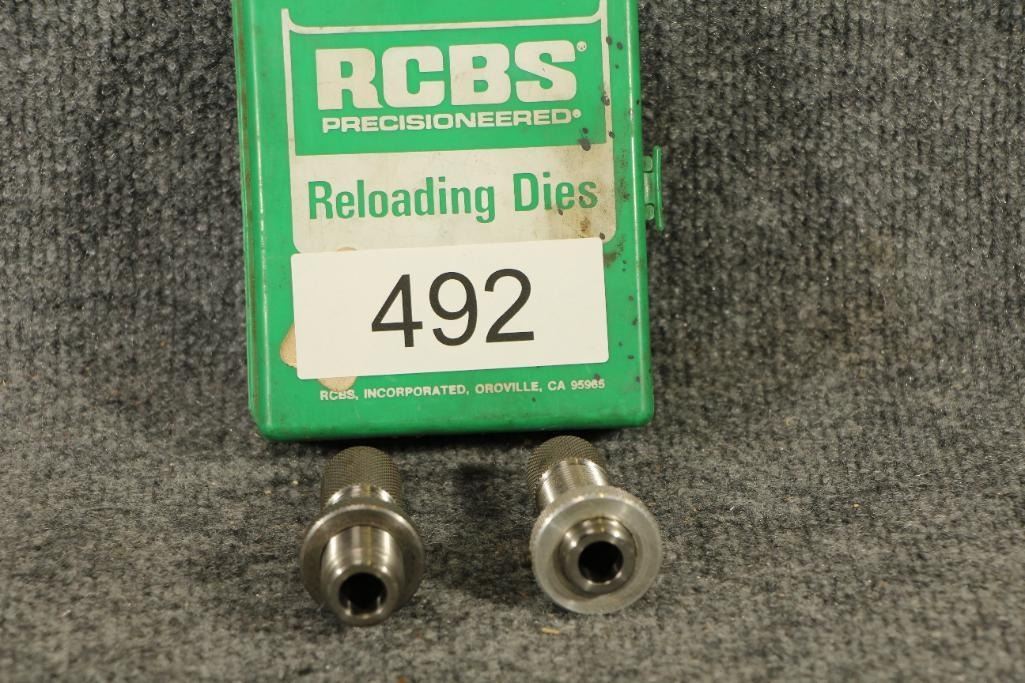 RCBS®
PRECISIONEERED®
Reloading Dies
492
RCBS, INCORPORATED, OROVILLE, CA 95965